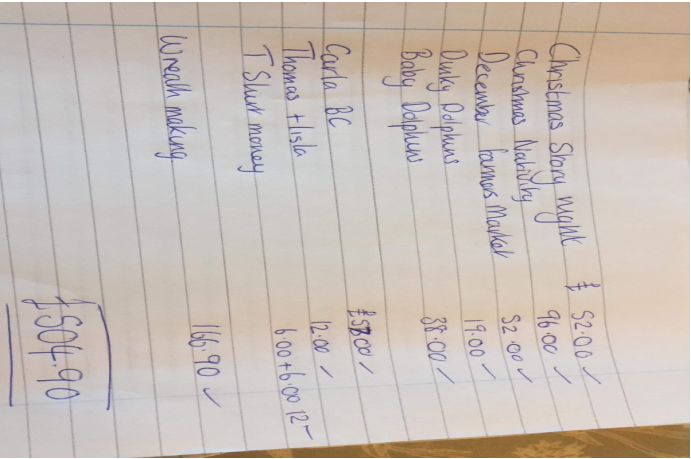 Christmas Story night £ 52.00 ✓
Christmas Nativity 96.00 ✓
December farmers Market 52.00 ✓
Dinky Dolphins 19.00 ✓
Baby Dolphins 38.00 ✓
Carla BC ✓
Thomas + Isla 12.00 ✓
T Shirt money 6.00+6.00 12 ✓
Wreath making 166.90 ✓
£504.90